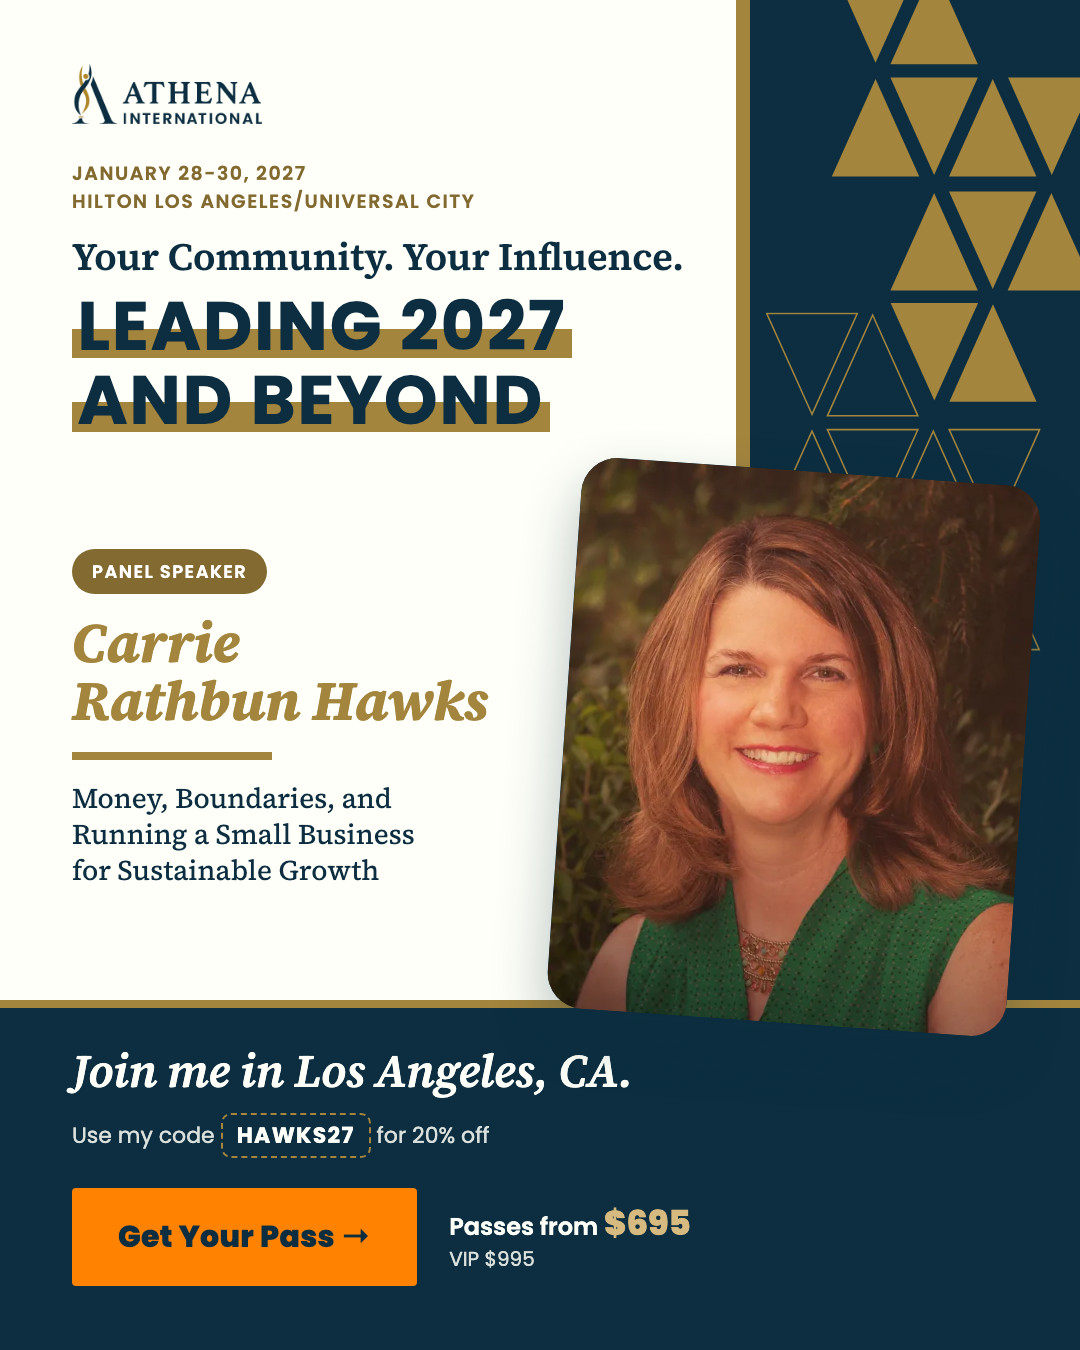 ATHENA
INTERNATIONAL
JANUARY 28-30, 2027
HILTON LOS ANGELES/UNIVERSAL CITY
Your Community. Your Influence.
LEADING 2027
AND BEYOND
PANEL SPEAKER
Carrie
Rathbun Hawks
Money, Boundaries, and
Running a Small Business
for Sustainable Growth
Join me in Los Angeles, CA.
Use my code HAWKS27 for 20% off
Get Your Pass →
Passes from $695
VIP $995